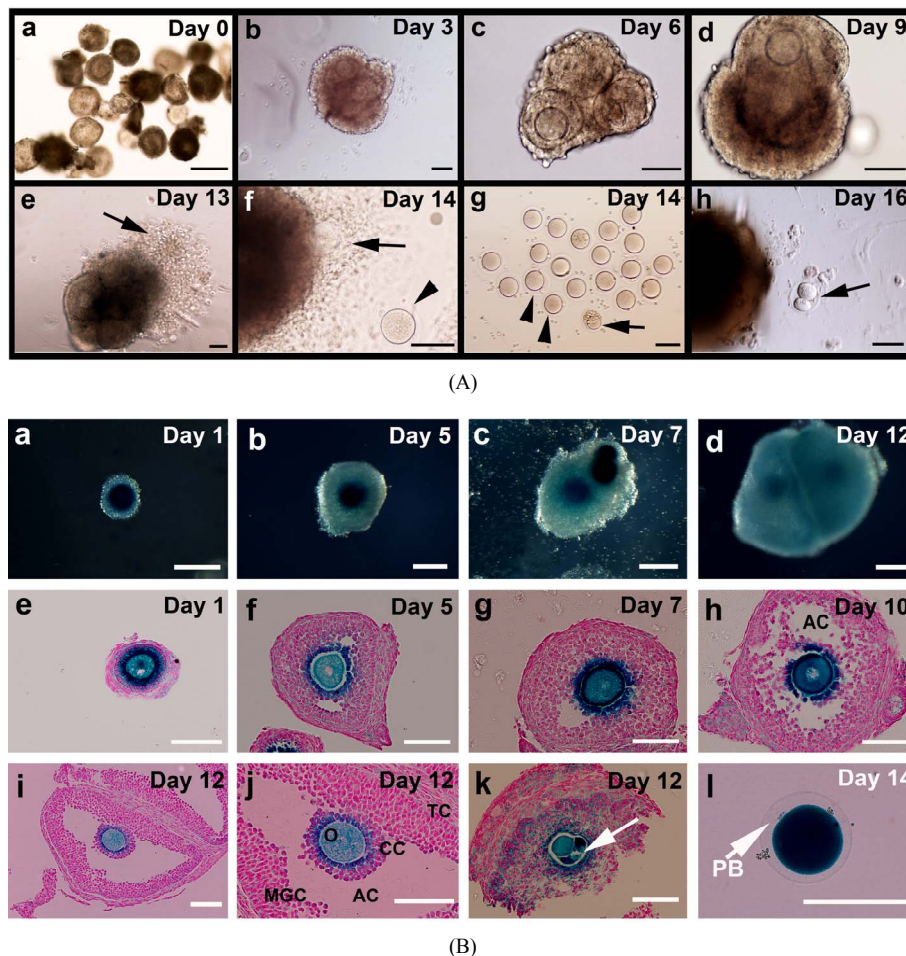 a Day 0 b Day 3 c Day 6 d Day 9
e Day 13 f Day 14 g Day 14 h Day 16
(A)
a Day 1 b Day 5 c Day 7 d Day 12
e Day 1 f Day 5 g Day 7 h Day 10
AC
i Day 12 j Day 12 k Day 12 l Day 14
TC
O
CC
PB
MGC AC
(B)